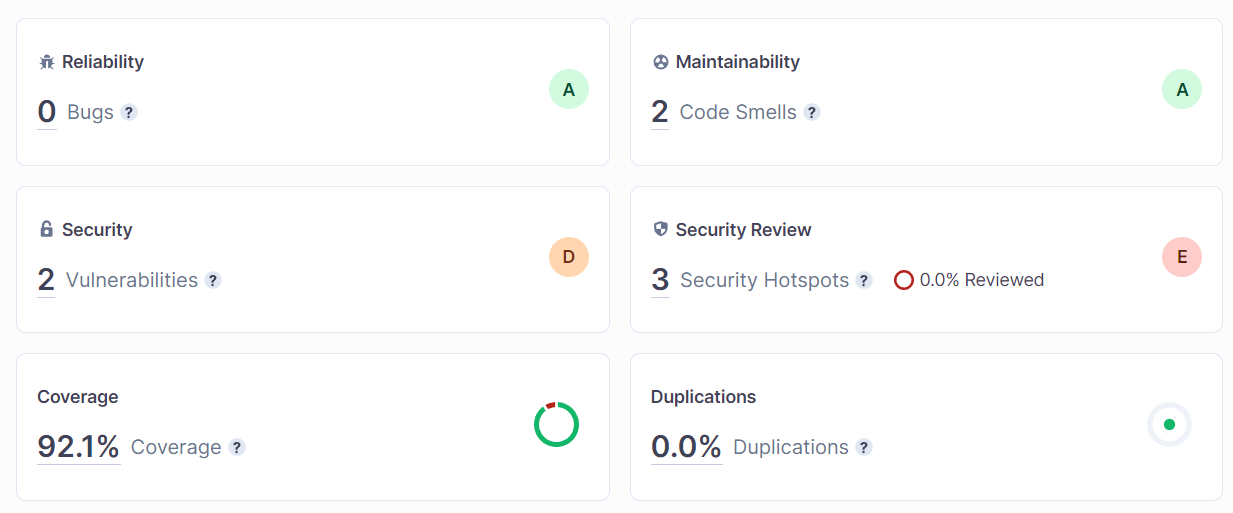 Reliability
0 Bugs ?
A
Maintainability
2 Code Smells ?
A
Security
2 Vulnerabilities ?
D
Security Review
3 Security Hotspots ? 0.0% Reviewed
E
Coverage
92.1% Coverage ?
Duplications
0.0% Duplications ?